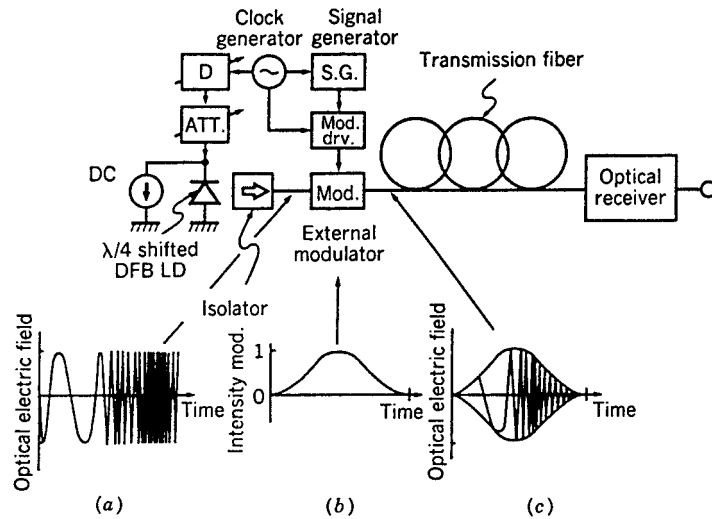 Clock
generator
Signal
generator
D
S.G.
Transmission fiber
ATT.
Mod.
drv.
DC
Mod.
Optical
receiver
λ/4 shifted
DFB LD
External
modulator
Isolator
Optical electric field
Time
Intensity mod.
1
0
Time
Optical electric field
Time
(a)
(b)
(c)